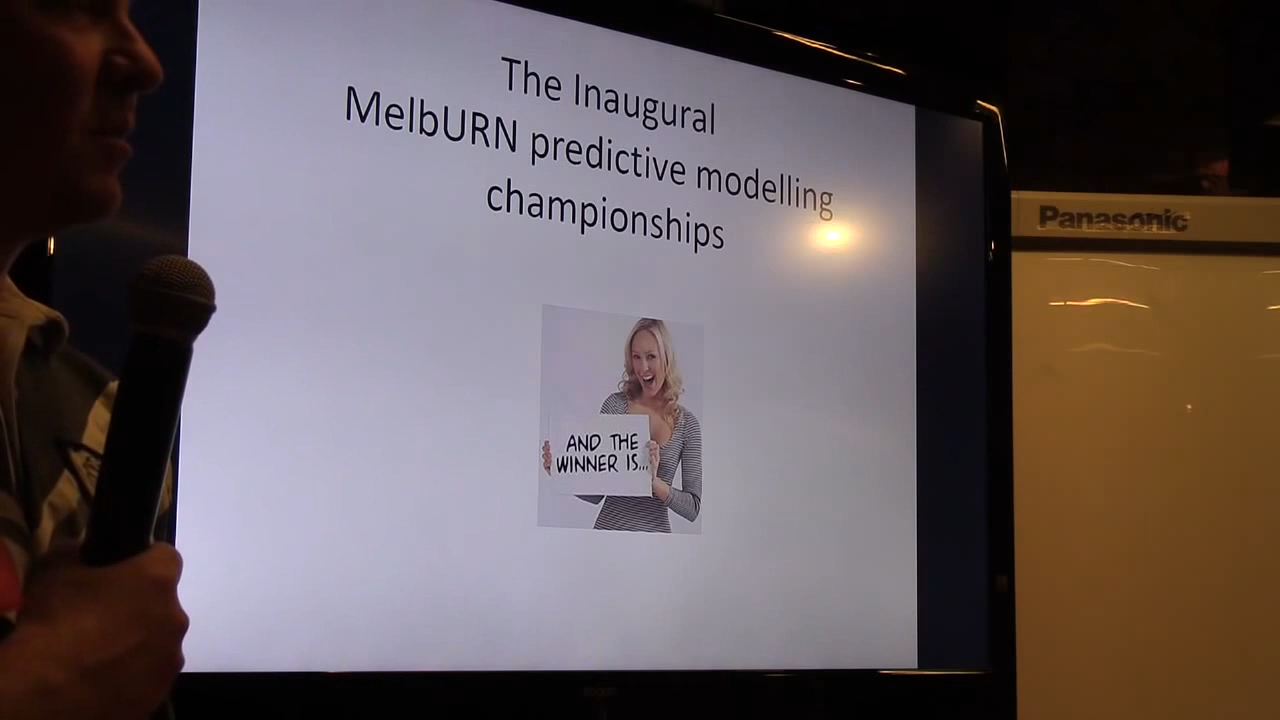 The Inaugural
MelbURN predictive modelling
championships
AND THE
WINNER IS...
Panasonic